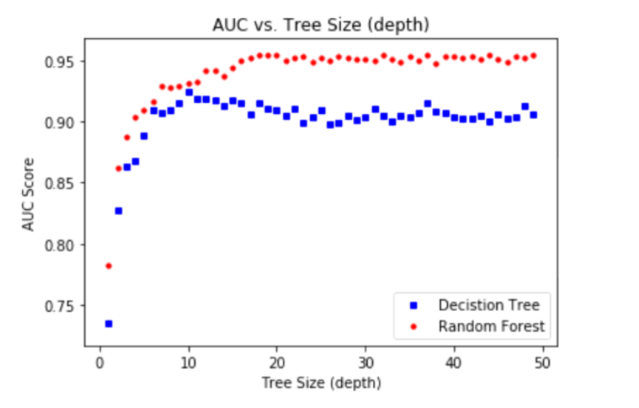 AUC vs. Tree Size (depth)
0.95
0.90
0.85
0.80
0.75
AUC Score
Decistion Tree
Random Forest
0 10 20 30 40 50
Tree Size (depth)